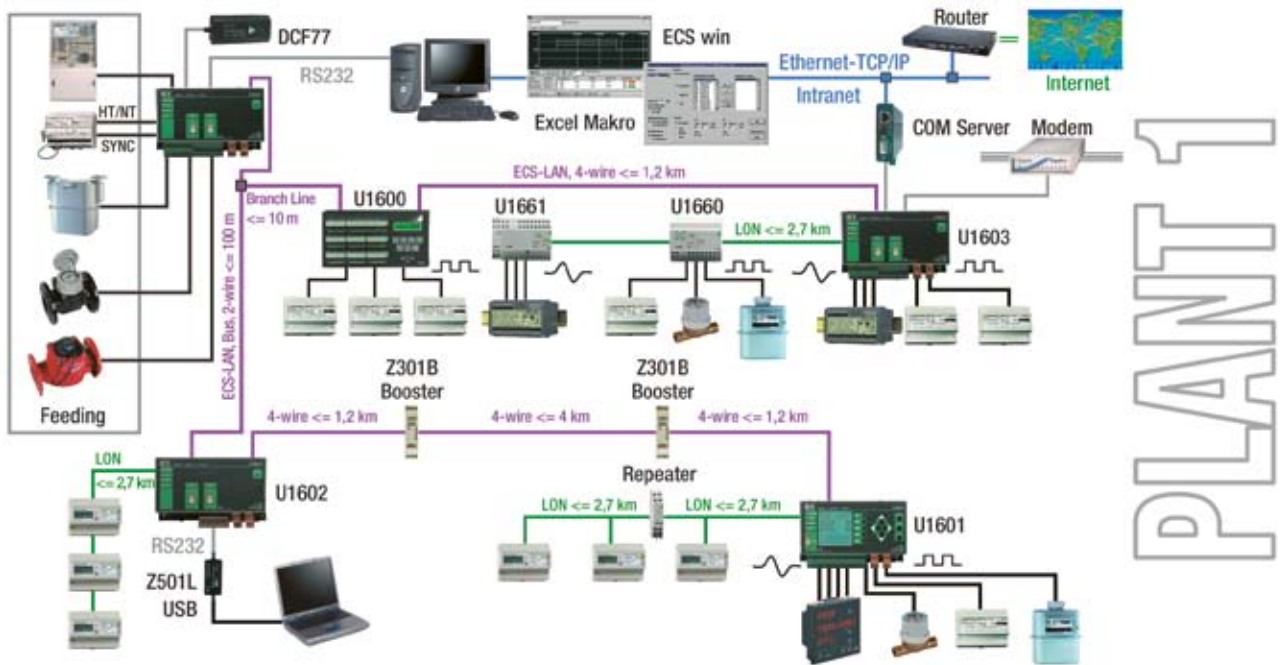 DCF77
RS232
ECS win
Excel Makro
Ethernet-TCP/IP
Intranet
Router
Internet
COM Server
Modem
HT/NT
SYNC
Feeding
Branch Line
<= 10 m
ECS-LAN, Bus, 2-wire <= 100 m
ECS-LAN, 4-wire <= 1,2 km
U1600
U1661
U1660
LON <= 2,7 km
U1603
Z301B
Booster
Z301B
Booster
4-wire <= 1,2 km
4-wire <= 4 km
4-wire <= 1,2 km
LON
<= 2,7 km
U1602
RS232
Z501L
USB
Repeater
LON <= 2,7 km
LON <= 2,7 km
U1601
PLANT 1